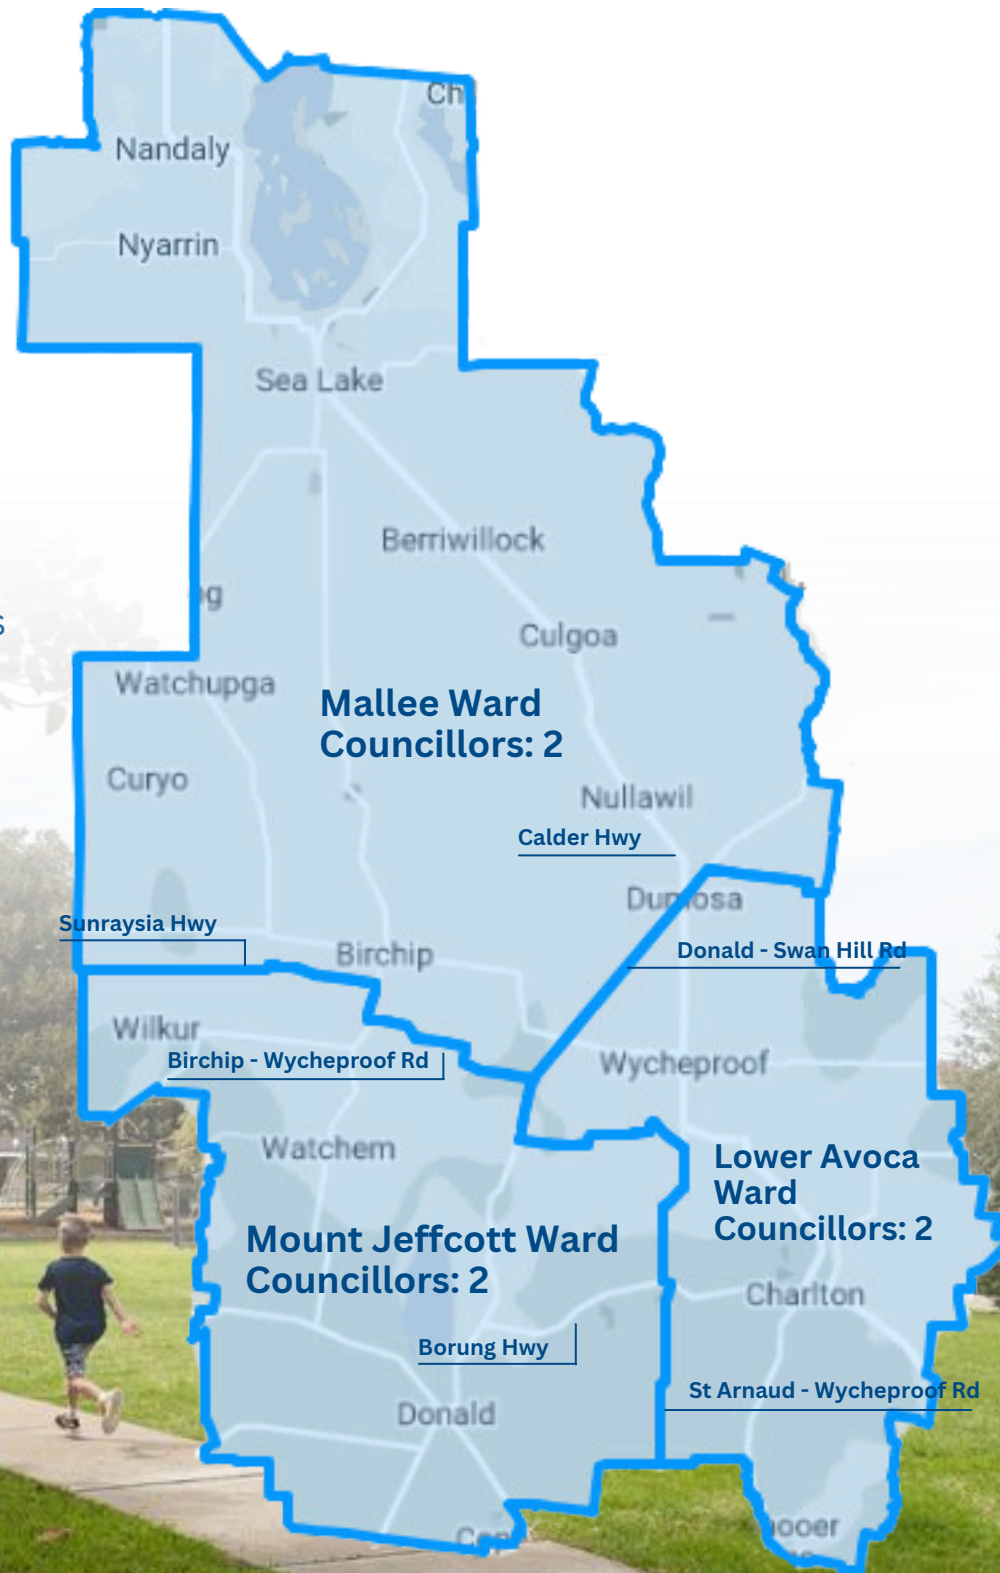 Ch
Nandaly
Nyarrin
Sea Lake
Berriwillock
Culgoa
Watchupga
Mallee Ward
Councillors: 2
Curyo
Nullawil
Calder Hwy
Dumosa
Sunraysia Hwy
Birchip
Donald - Swan Hill Rd
Wilkur
Birchip - Wycheproof Rd
Wycheproof
Watchem
Lower Avoca
Ward
Councillors: 2
Mount Jeffcott Ward
Councillors: 2
Charlton
Borung Hwy
St Arnaud - Wycheproof Rd
Donald